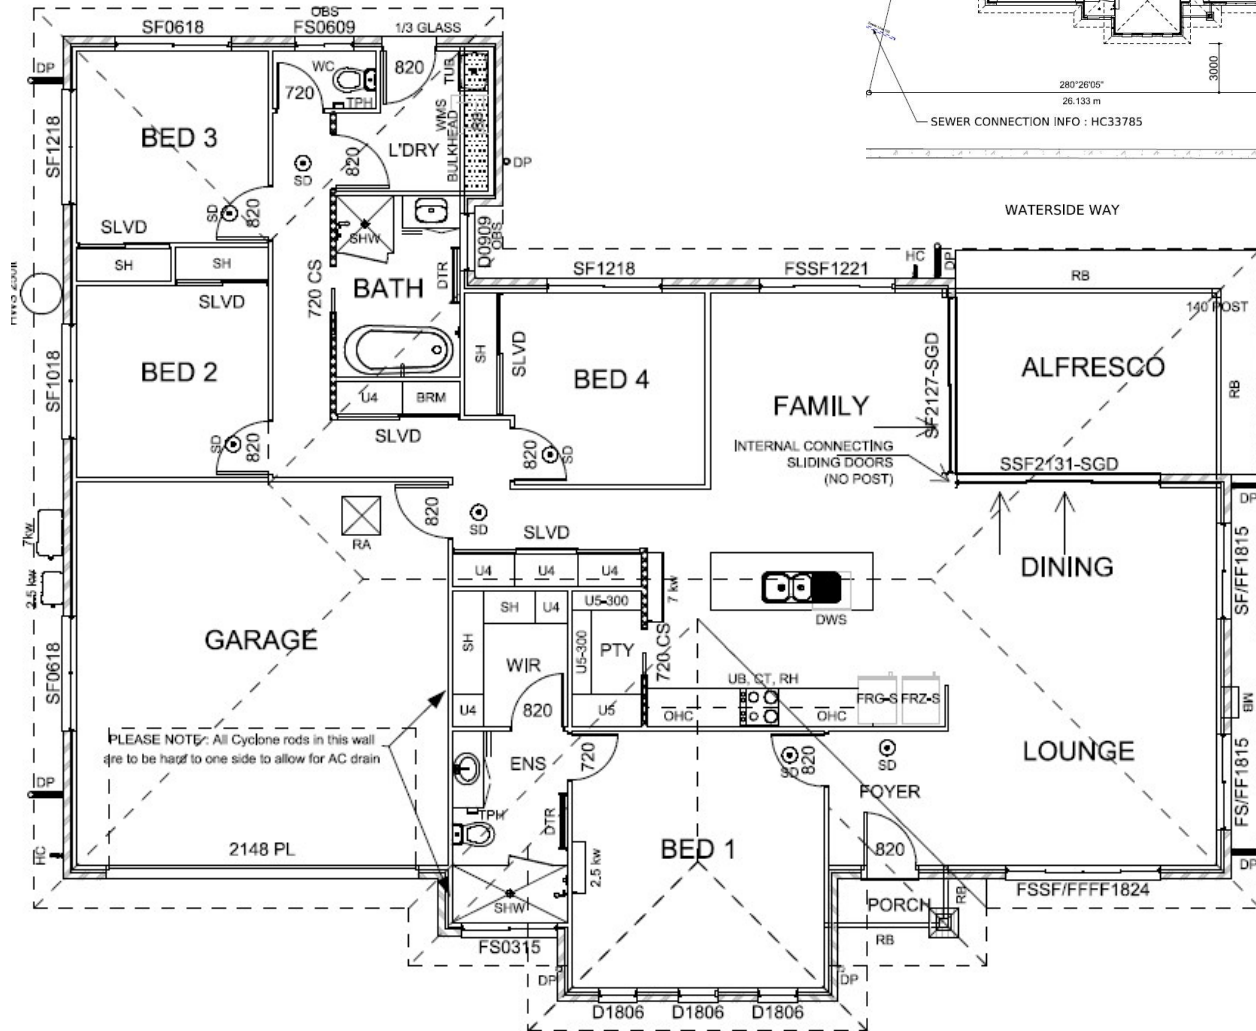 SF0618
OBS
FS0609
1/3 GLASS
DP
WC
820
TUB
3000
280°26'05"
26.133 m
SEWER CONNECTION INFO : HC33785
720
TPH
BED 3
SF1218
WMS
BULKHEAD
L'DRY
820
SD
DP
WATERSIDE WAY
SD
820
SLVD
SHW
D0909
OBS
SH
SH
SLVD
720 CS
BATH
DTR
SF1218
FSSF1221
HC
DP
RB
140 POST
BED 2
SF1018
SH
SLVD
BED 4
FAMILY
SF2127-SGD
ALFRESCO
RB
U4
BRM
SLVD
SD
820
820
SD
INTERNAL CONNECTING
SLIDING DOORS
(NO POST)
SSF2131-SGD
DP
7kw
2.5 kw
RA
820
SD
SLVD
U4
U4
U4
7 kw
DWS
DINING
SF/FF1815
GARAGE
SF0618
SH
SH
U4
WIR
U4
820
U5-300
U5-300
PTY
U5
720 CS
UB, CT, RH
OHC
OHC
FRG-S
FRZ-S
MB
PLEASE NOTE: All Cyclone rods in this wall
are to be hard to one side to allow for AC drain
ENS
720
SD
820
SD
FOYER
LOUNGE
FS/FF1815
DP
TPH
DTR
HC
2148 PL
2.5 kw
BED 1
820
DP
FSSF/FFFF1824
SHW
PORCH
RB
RB
FS0315
DP
DP
D1806
D1806
D1806